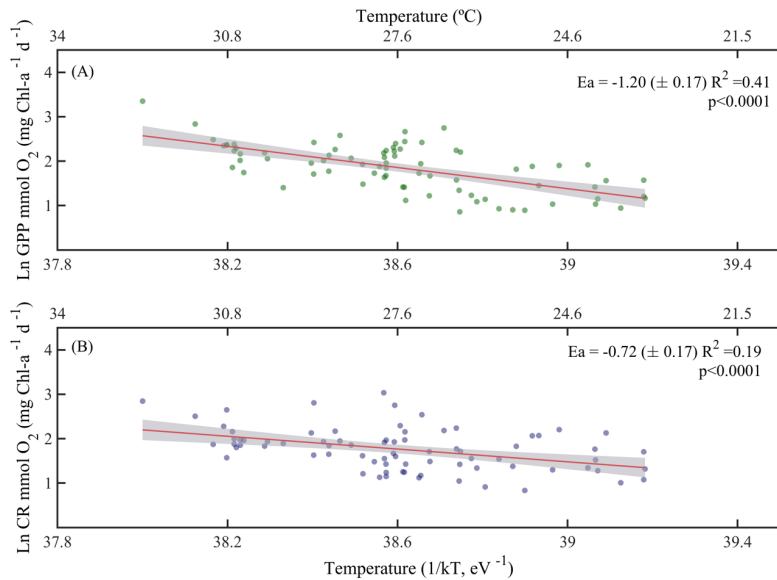 Temperature (ºC)
34 30.8 27.6 24.6 21.5
(A)
Ea = -1.20 (± 0.17) R² =0.41
p<0.0001
4
3
2
1
Ln GPP mmol O₂ (mg Chl-a⁻¹ d⁻¹)
37.8 38.2 38.6 39 39.4
34 30.8 27.6 24.6 21.5
(B)
Ea = -0.72 (± 0.17) R² =0.19
p<0.0001
4
3
2
1
Ln CR mmol O₂ (mg Chl-a⁻¹ d⁻¹)
37.8 38.2 38.6 39 39.4
Temperature (1/kT, eV⁻¹)